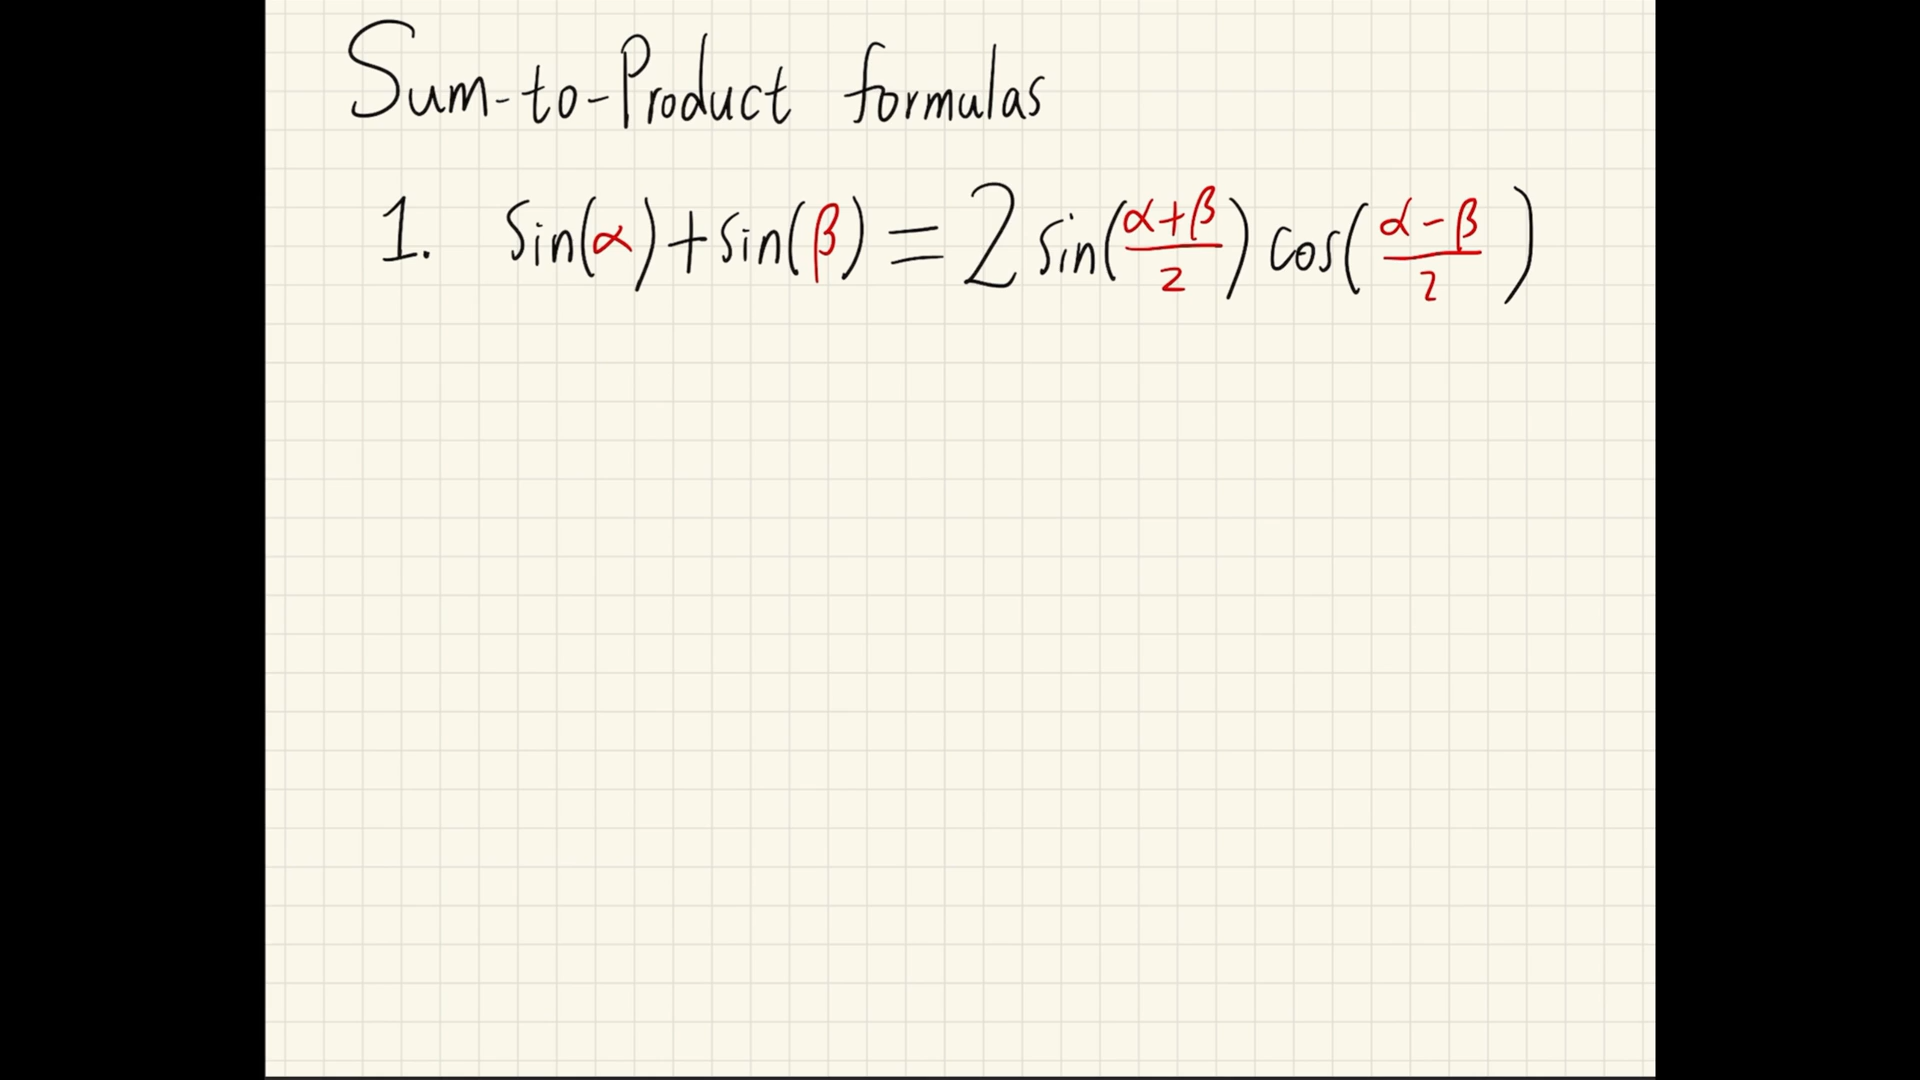 Sum-to-Product formulas
1. Sin(α)+sin(β) = 2 sin(α+β/2) cos(α-β/2)